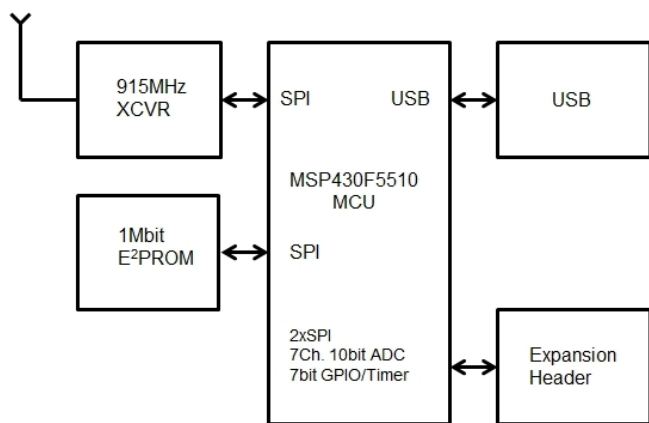 915MHz
XCVR
SPI
USB
USB
MSP430F5510
MCU
1Mbit
E²PROM
SPI
2xSPI
7Ch. 10bit ADC
7bit GPIO/Timer
Expansion
Header